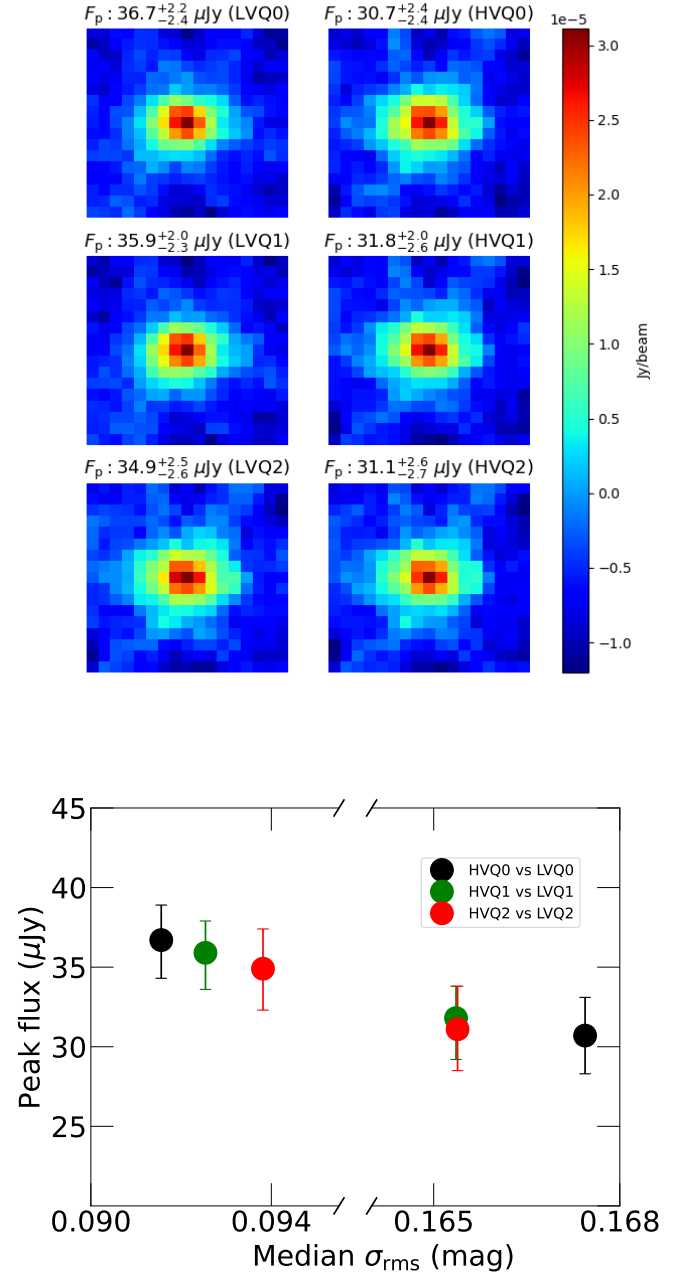 F_p : 36.7^{+2.2}_{-2.4} μJy (LVQ0) F_p : 30.7^{+2.4}_{-2.4} μJy (HVQ0) 1e−5
F_p : 35.9^{+2.0}_{-2.3} μJy (LVQ1) F_p : 31.8^{+2.0}_{-2.6} μJy (HVQ1)
F_p : 34.9^{+2.5}_{-2.6} μJy (LVQ2) F_p : 31.1^{+2.6}_{-2.7} μJy (HVQ2)
3.0
2.5
2.0
1.5
1.0
0.5
0.0
−0.5
−1.0
Jy/beam
45
40
35
30
25
Peak flux (μJy)
HVQ0 vs LVQ0
HVQ1 vs LVQ1
HVQ2 vs LVQ2
0.090 0.094 0.165 0.168
Median σ_rms (mag)